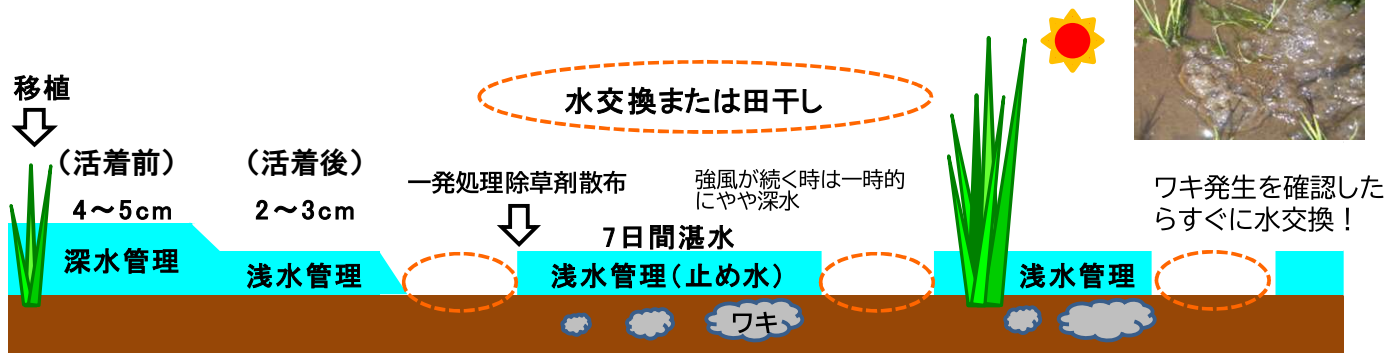 移植
(活着前)
4～5cm
深水管理
(活着後)
2～3cm
浅水管理
水交換または田干し
一発処理除草剤散布
強風が続く時は一時的
にやや深水
7日間湛水
浅水管理(止め水)
ワキ
浅水管理
ワキ発生を確認した
らすぐに水交換！